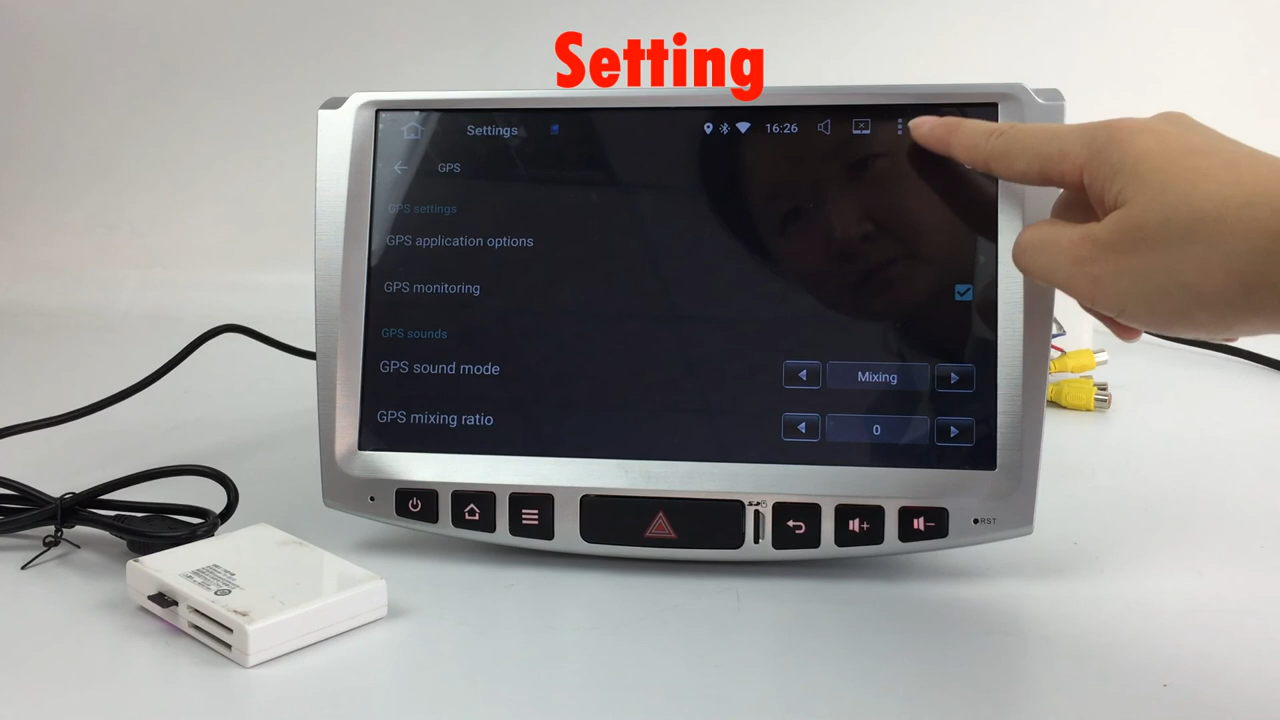 Setting
Settings
16:26
GPS
GPS settings
GPS application options
GPS monitoring
GPS sounds
GPS sound mode
Mixing
GPS mixing ratio
0
RST